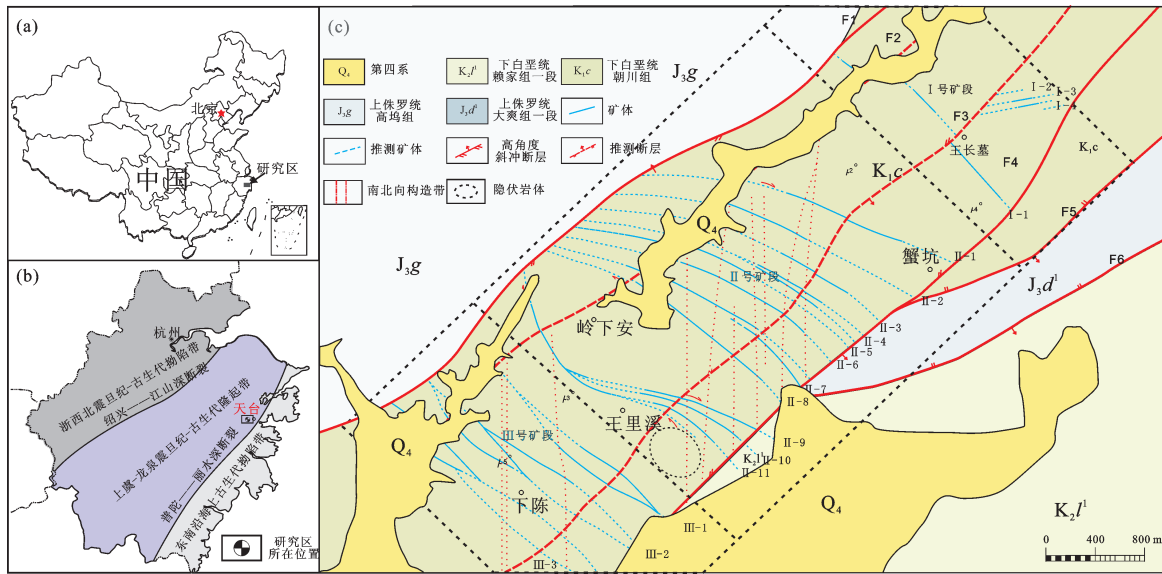 (a)
北京
中国
研究区
(b)
杭州
浙西北震旦纪-古生代拗陷带
绍兴——江山深断裂
上虞-龙泉震旦纪-古生代隆起带
天台
普陀——丽水深断裂
东南沿海上古生代拗陷带
研究区
所在位置
(c)
Q₄ 第四系
K₂l¹ 下白垩统
赖家组一段
K₁c 下白垩统
朝川组
J₃g 上侏罗统
高坞组
J₃d¹ 上侏罗统
大爽组一段
矿体
推测矿体
高角度
斜冲断层
推测断层
南北向构造带
隐伏岩体
F1
F2
J₃g
Ⅰ号矿段
Ⅰ-2
Ⅰ-3
Ⅰ-4
F3
王长墓
K₁c
F4
μ²
K₁c
μ⁴
Ⅰ-1
F5
Q₄
蟹坑
Ⅱ-1
F6
J₃g
Ⅱ号矿段
J₃d¹
Ⅱ-2
岭下安
Ⅱ-3
Ⅱ-4
Ⅱ-5
Ⅱ-6
Ⅱ-7
Ⅱ-8
μ³
王里溪
Ⅲ号矿段
Q₄
Ⅱ-9
K₂l¹
Ⅱ-10
Ⅱ-11
μ⁵
下陈
Q₄
K₂l¹
Ⅲ-1
Ⅲ-2
Ⅲ-3
0 400 800 m